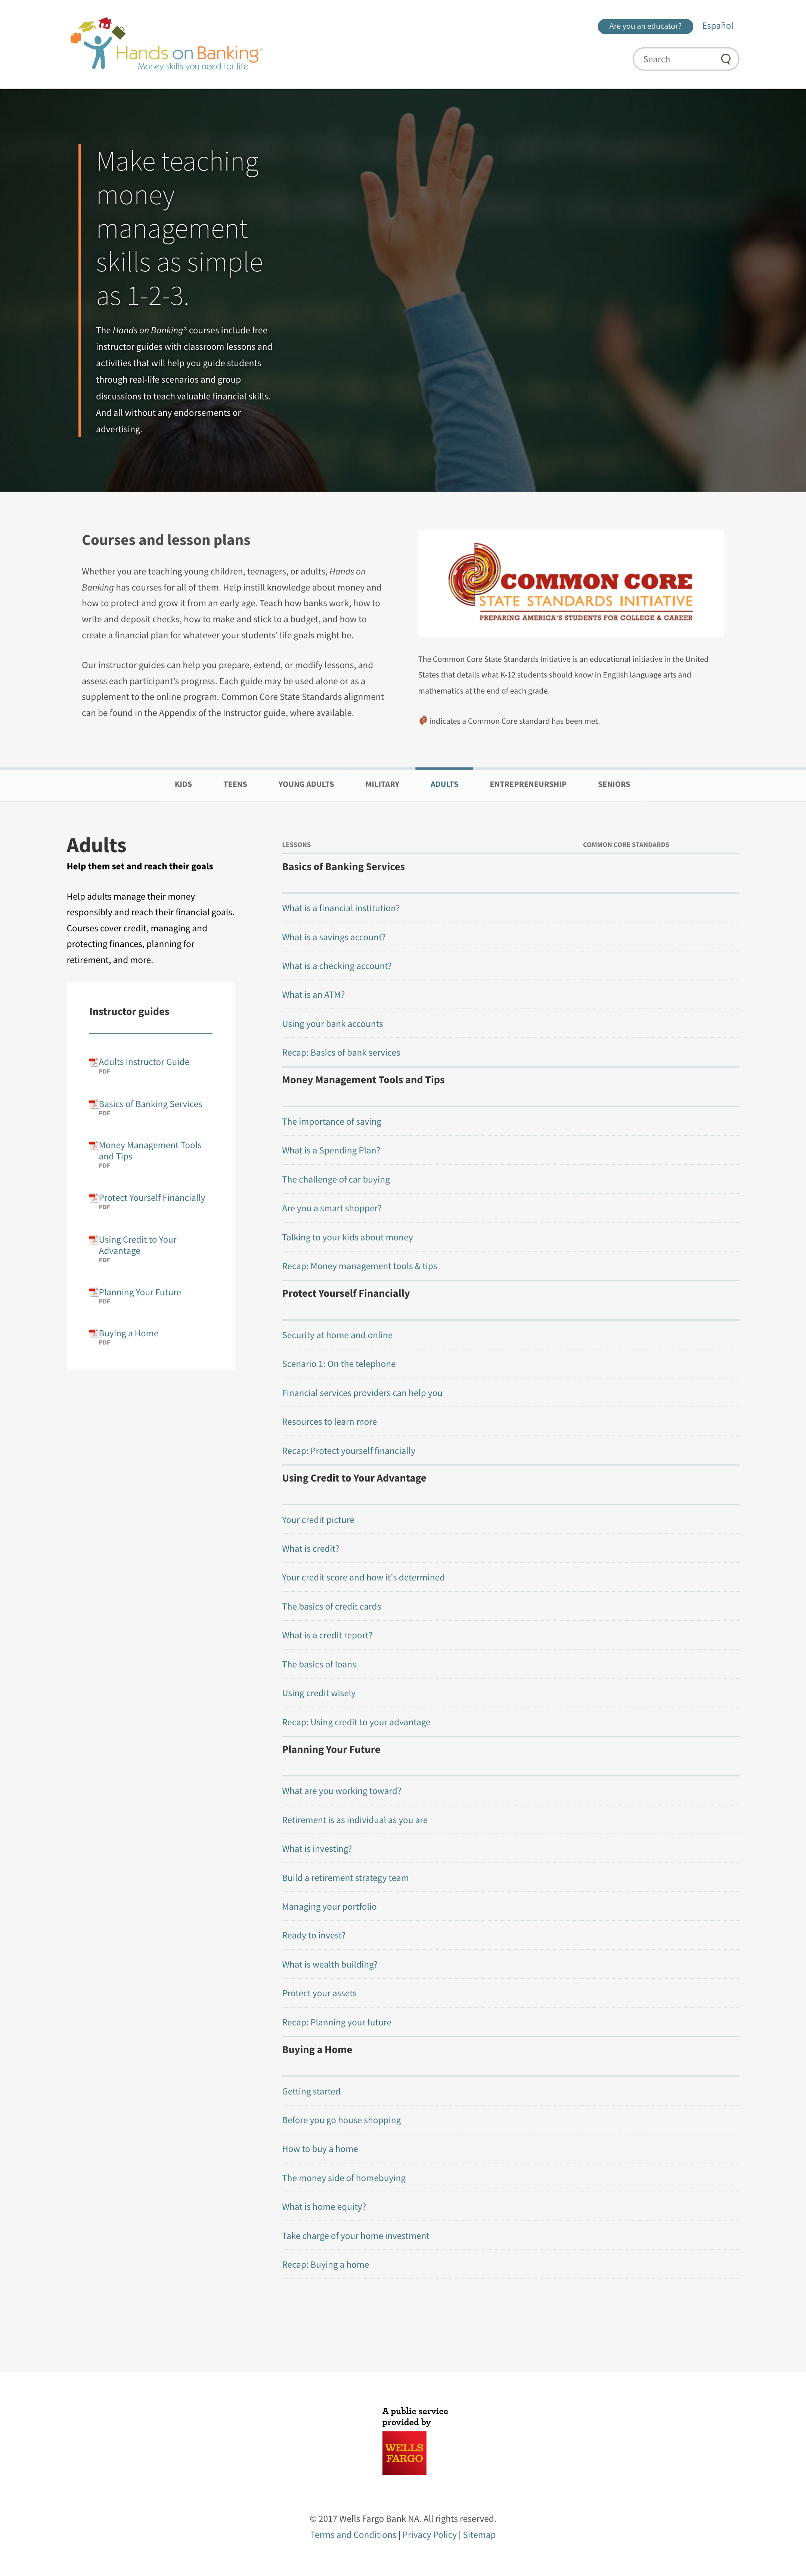 Are you an educator?
Español
Hands on Banking®
Money skills you need for life
Search
Make teaching
money
management
skills as simple
as 1-2-3.
The Hands on Banking® courses include free
instructor guides with classroom lessons and
activities that will help you guide students
through real-life scenarios and group
discussions to teach valuable financial skills.
And all without any endorsements or
advertising.
Courses and lesson plans
Whether you are teaching young children, teenagers, or adults, Hands on
Banking has courses for all of them. Help instill knowledge about money and
how to protect and grow it from an early age. Teach how banks work, how to
write and deposit checks, how to make and stick to a budget, and how to
create a financial plan for whatever your students' life goals might be.
Our instructor guides can help you prepare, extend, or modify lessons, and
assess each participant's progress. Each guide may be used alone or as a
supplement to the online program. Common Core State Standards alignment
can be found in the Appendix of the Instructor guide, where available.
COMMON CORE
STATE STANDARDS INITIATIVE
PREPARING AMERICA'S STUDENTS FOR COLLEGE & CAREER
The Common Core State Standards Initiative is an educational initiative in the United
States that details what K-12 students should know in English language arts and
mathematics at the end of each grade.
indicates a Common Core standard has been met.
KIDS TEENS YOUNG ADULTS MILITARY ADULTS ENTREPRENEURSHIP SENIORS
Adults
Help them set and reach their goals
Help adults manage their money
responsibly and reach their financial goals.
Courses cover credit, managing and
protecting finances, planning for
retirement, and more.
Instructor guides
Adults Instructor Guide
PDF
Basics of Banking Services
PDF
Money Management Tools
and Tips
PDF
Protect Yourself Financially
PDF
Using Credit to Your
Advantage
PDF
Planning Your Future
PDF
Buying a Home
PDF
LESSONS COMMON CORE STANDARDS
Basics of Banking Services
What is a financial institution?
What is a savings account?
What is a checking account?
What is an ATM?
Using your bank accounts
Recap: Basics of bank services
Money Management Tools and Tips
The importance of saving
What is a Spending Plan?
The challenge of car buying
Are you a smart shopper?
Talking to your kids about money
Recap: Money management tools & tips
Protect Yourself Financially
Security at home and online
Scenario 1: On the telephone
Financial services providers can help you
Resources to learn more
Recap: Protect yourself financially
Using Credit to Your Advantage
Your credit picture
What is credit?
Your credit score and how it's determined
The basics of credit cards
What is a credit report?
The basics of loans
Using credit wisely
Recap: Using credit to your advantage
Planning Your Future
What are you working toward?
Retirement is as individual as you are
What is investing?
Build a retirement strategy team
Managing your portfolio
Ready to invest?
What is wealth building?
Protect your assets
Recap: Planning your future
Buying a Home
Getting started
Before you go house shopping
How to buy a home
The money side of homebuying
What is home equity?
Take charge of your home investment
Recap: Buying a home
A public service
provided by
WELLS
FARGO
© 2017 Wells Fargo Bank NA. All rights reserved.
Terms and Conditions | Privacy Policy | Sitemap